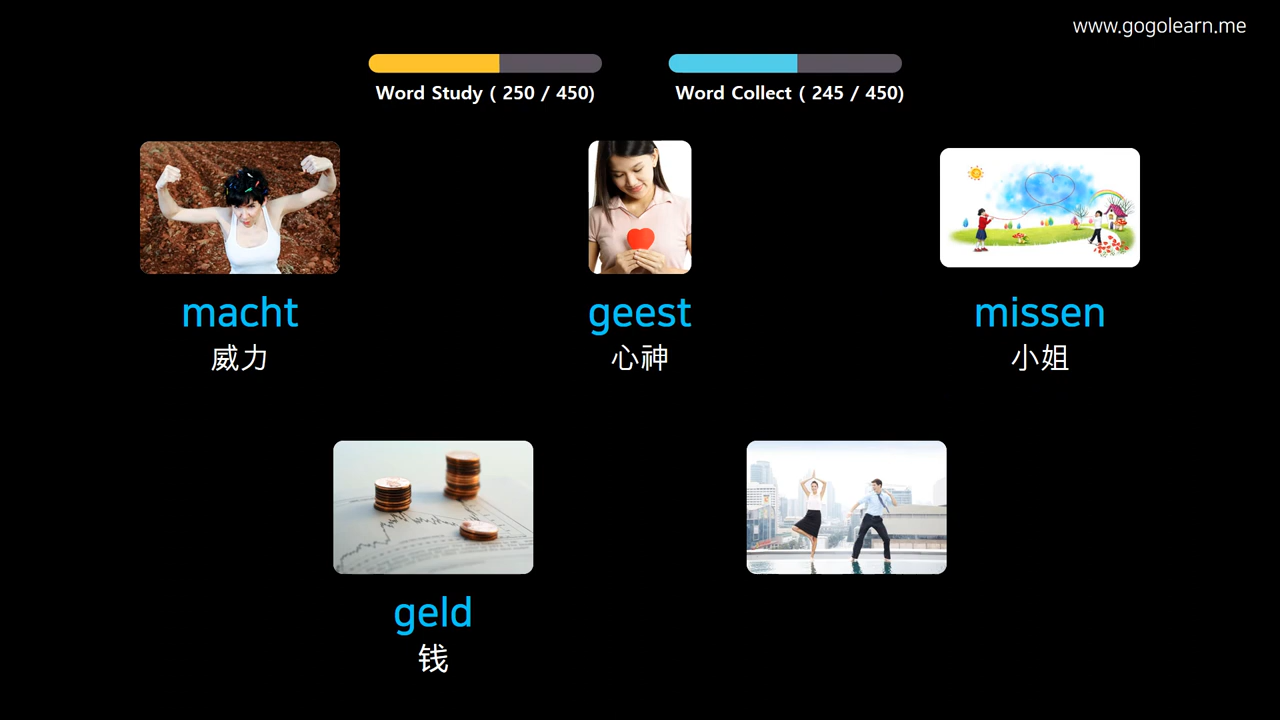 www.gogolearn.me
Word Study ( 250 / 450)
Word Collect ( 245 / 450)
macht
威力
geest
心神
missen
小姐
geld
钱